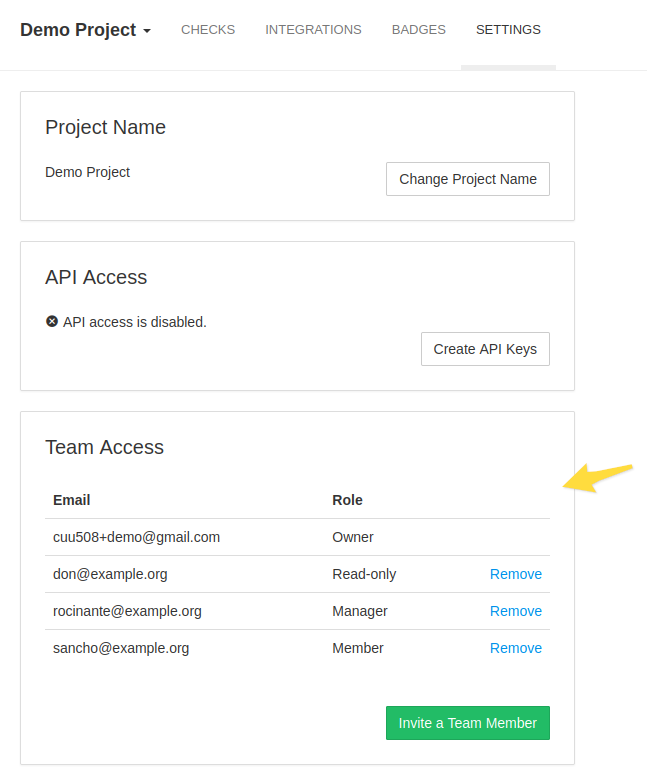 Demo Project CHECKS INTEGRATIONS BADGES SETTINGS
Project Name
Demo Project
Change Project Name
API Access
API access is disabled.
Create API Keys
Team Access
Email Role
cuu508+demo@gmail.com Owner
don@example.org Read-only Remove
rocinante@example.org Manager Remove
sancho@example.org Member Remove
Invite a Team Member